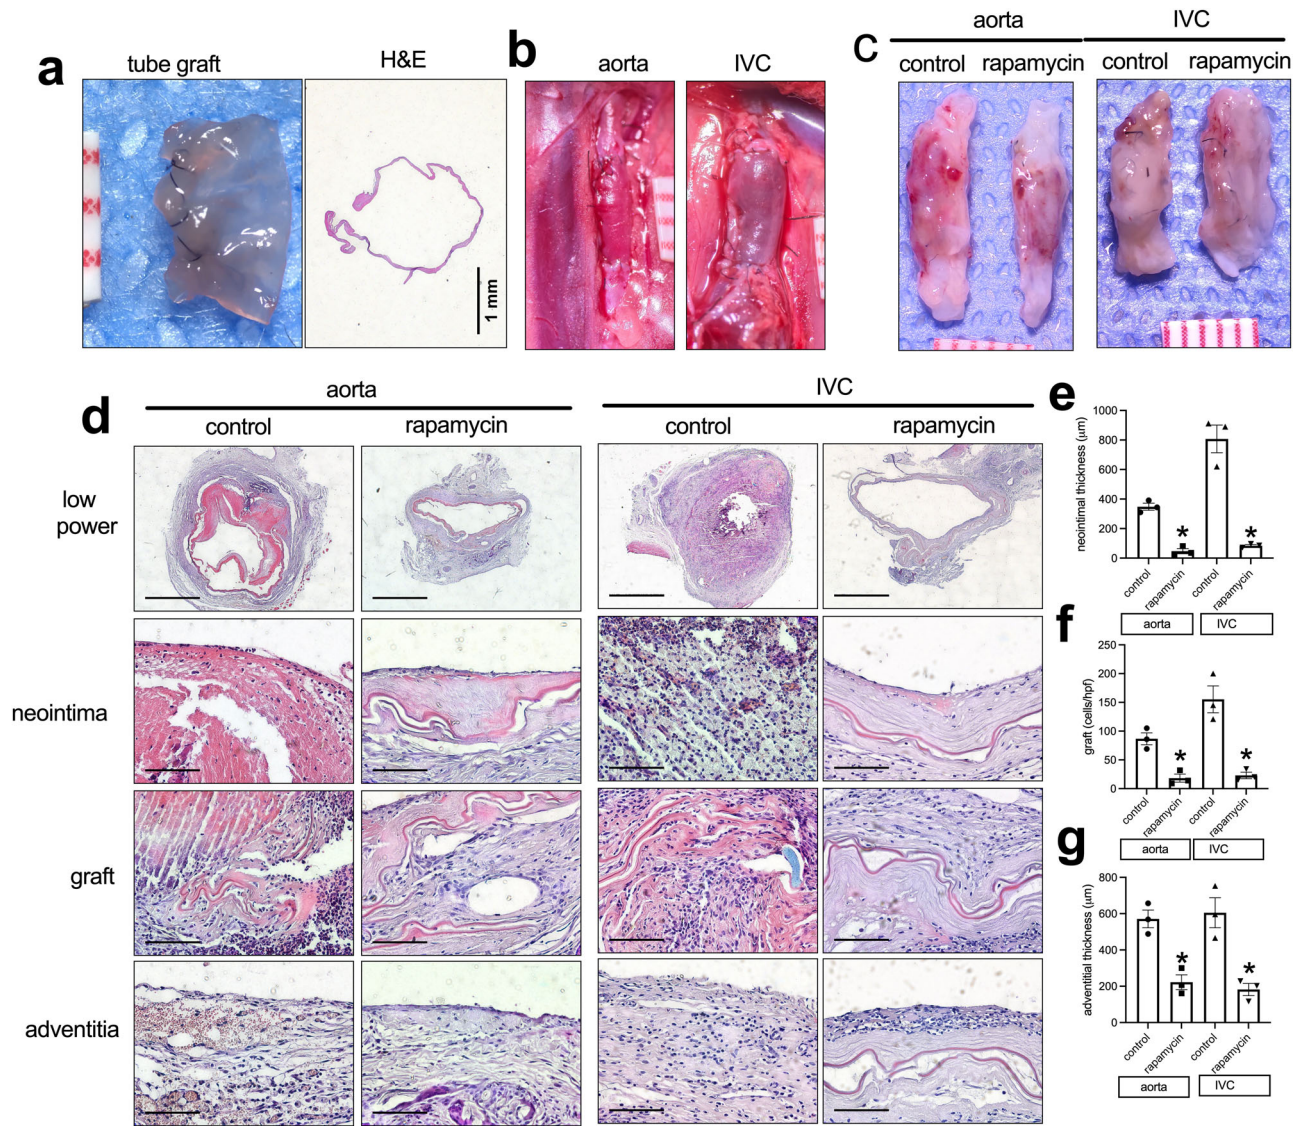 a
tube graft
H&E
1 mm
b
aorta
IVC
c
aorta
IVC
control
rapamycin
control
rapamycin
d
aorta
IVC
control
rapamycin
control
rapamycin
low
power
neointima
graft
adventitia
e
neointimal thickness (μm)
1000
800
600
400
200
0
*
*
control
rapamycin
control
rapamycin
aorta
IVC
f
graft (cells/hpf)
250
200
150
100
50
0
*
*
control
rapamycin
control
rapamycin
aorta
IVC
g
adventitial thickness (μm)
800
600
400
200
0
*
*
control
rapamycin
control
rapamycin
aorta
IVC